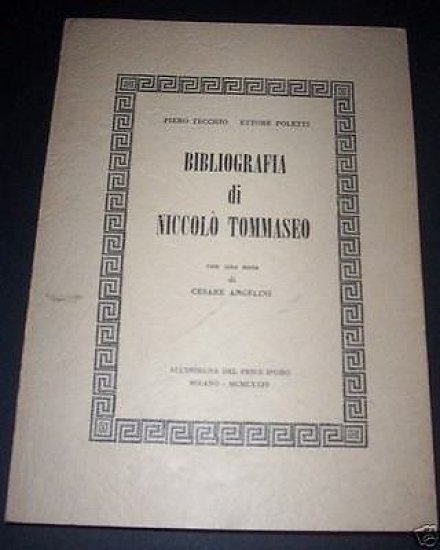 PIERO TECCHIO ETTORE POLETTI
BIBLIOGRAFIA
di
NICCOLÒ TOMMASEO
con una nota
di
CESARE ANGELINI
ALL'INSEGNA DEL PESCE D'ORO
MILANO -